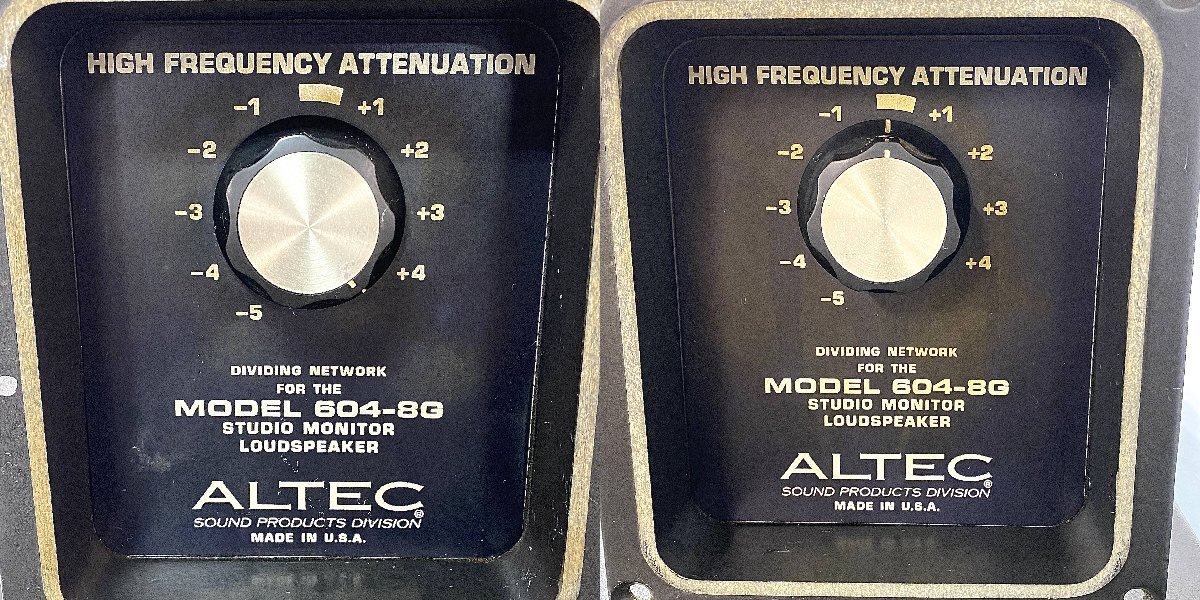 HIGH FREQUENCY ATTENUATION
-1 +1
-2 +2
-3 +3
-4 +4
-5
DIVIDING NETWORK
FOR THE
MODEL 604-8G
STUDIO MONITOR
LOUDSPEAKER
ALTEC®
SOUND PRODUCTS DIVISION
MADE IN U.S.A.
HIGH FREQUENCY ATTENUATION
-1 +1
-2 +2
-3 +3
-4 +4
-5
DIVIDING NETWORK
FOR THE
MODEL 604-8G
STUDIO MONITOR
LOUDSPEAKER
ALTEC®
SOUND PRODUCTS DIVISION
MADE IN U.S.A.